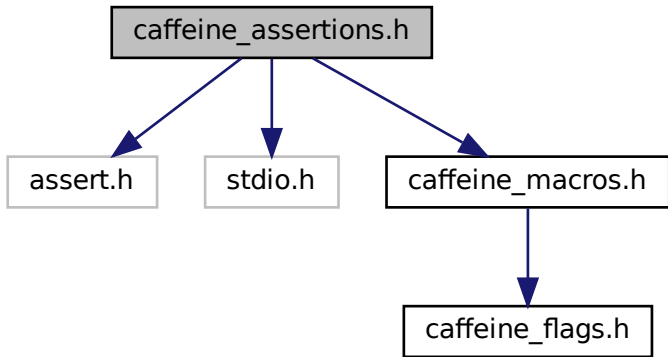 caffeine_assertions.h
assert.h
stdio.h
caffeine_macros.h
caffeine_flags.h